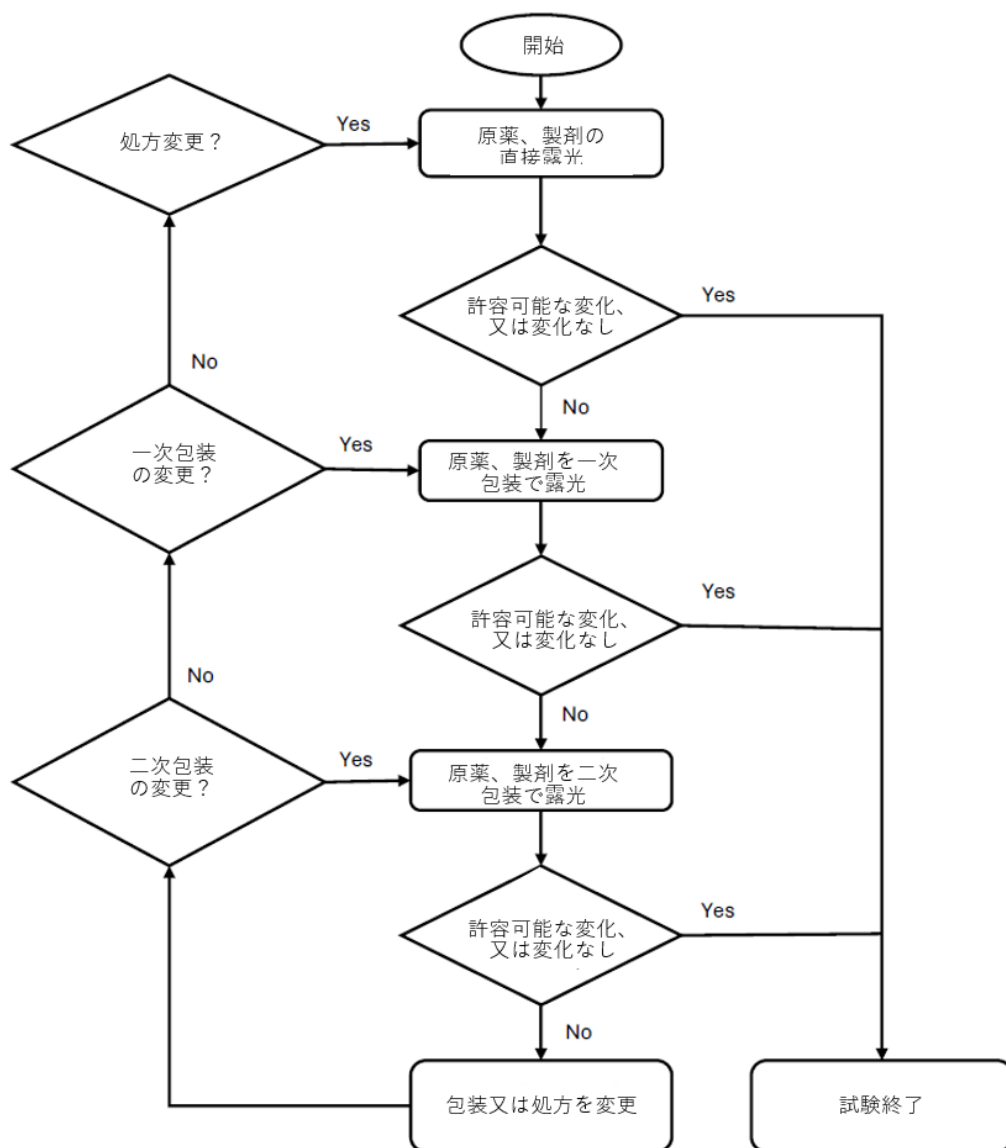 開始
処方変更？
Yes
原薬、製剤の
直接露光
許容可能な変化、
又は変化なし
Yes
No
No
一次包装
の変更？
Yes
原薬、製剤を一次
包装で露光
許容可能な変化、
又は変化なし
Yes
No
No
二次包装
の変更？
Yes
原薬、製剤を二次
包装で露光
許容可能な変化、
又は変化なし
Yes
No
包装又は処方を変更
試験終了